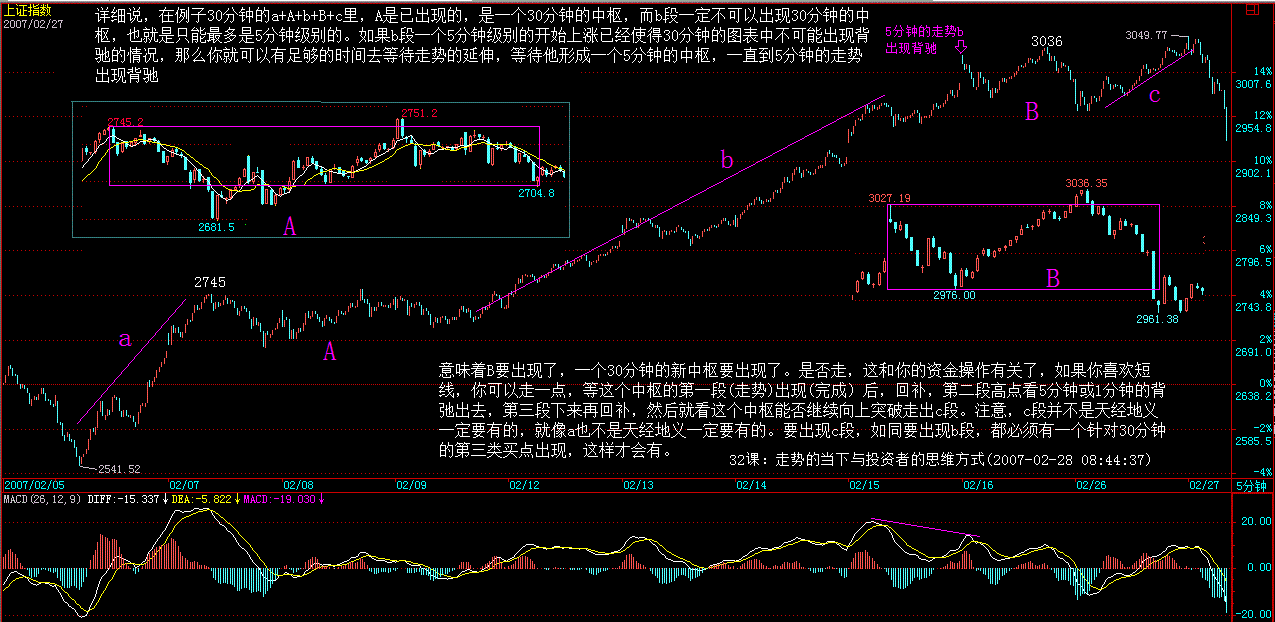 上证指数
2007/02/27
详细说，在例子30分钟的a+A+b+B+c里，A是已出现的，是一个30分钟的中枢，而b段一定不可以出现30分钟的中
枢，也就是只能最多是5分钟级别的。如果b段一个5分钟级别的开始上涨已经使得30分钟的图表中不可能出现背
驰的情况，那么你就可以有足够的时间去等待走势的延伸，等待他形成一个5分钟的中枢，一直到5分钟的走势
出现背驰
5分钟的走势b
出现背驰
3036
3049.77
c
B
b
2745.2
2751.2
2704.8
2681.5
A
3027.19
3036.35
B
2976.00
2961.38
2745
a
A
2541.52
意味着B要出现了，一个30分钟的新中枢要出现了。是否走，这和你的资金操作有关了，如果你喜欢短
线，你可以走一点，等这个中枢的第一段(走势)出现(完成) 后，回补，第二段高点看5分钟或1分钟的背
弛出去，第三段下来再回补，然后就看这个中枢能否继续向上突破走出c段。注意，c段并不是天经地义
一定要有的，就像a也不是天经地义一定要有的。要出现c段，如同要出现b段，都必须有一个针对30分钟
的第三类买点出现，这样才会有。
32课：走势的当下与投资者的思维方式(2007-02-28 08:44:37)
14%
3007.6
12%
2954.8
10%
2902.1
8%
2849.3
6%
2796.5
4%
2743.8
2%
2691.0
0%
2638.2
-2%
2585.5
-4%
2007/02/05 02/07 02/08 02/09 02/12 02/13 02/14 02/15 02/16 02/26 02/27 5分钟
MACD(26,12,9) DIFF:-15.337↓ DEA:-5.822↓ MACD:-19.030↓
20.00
0.00
-20.00